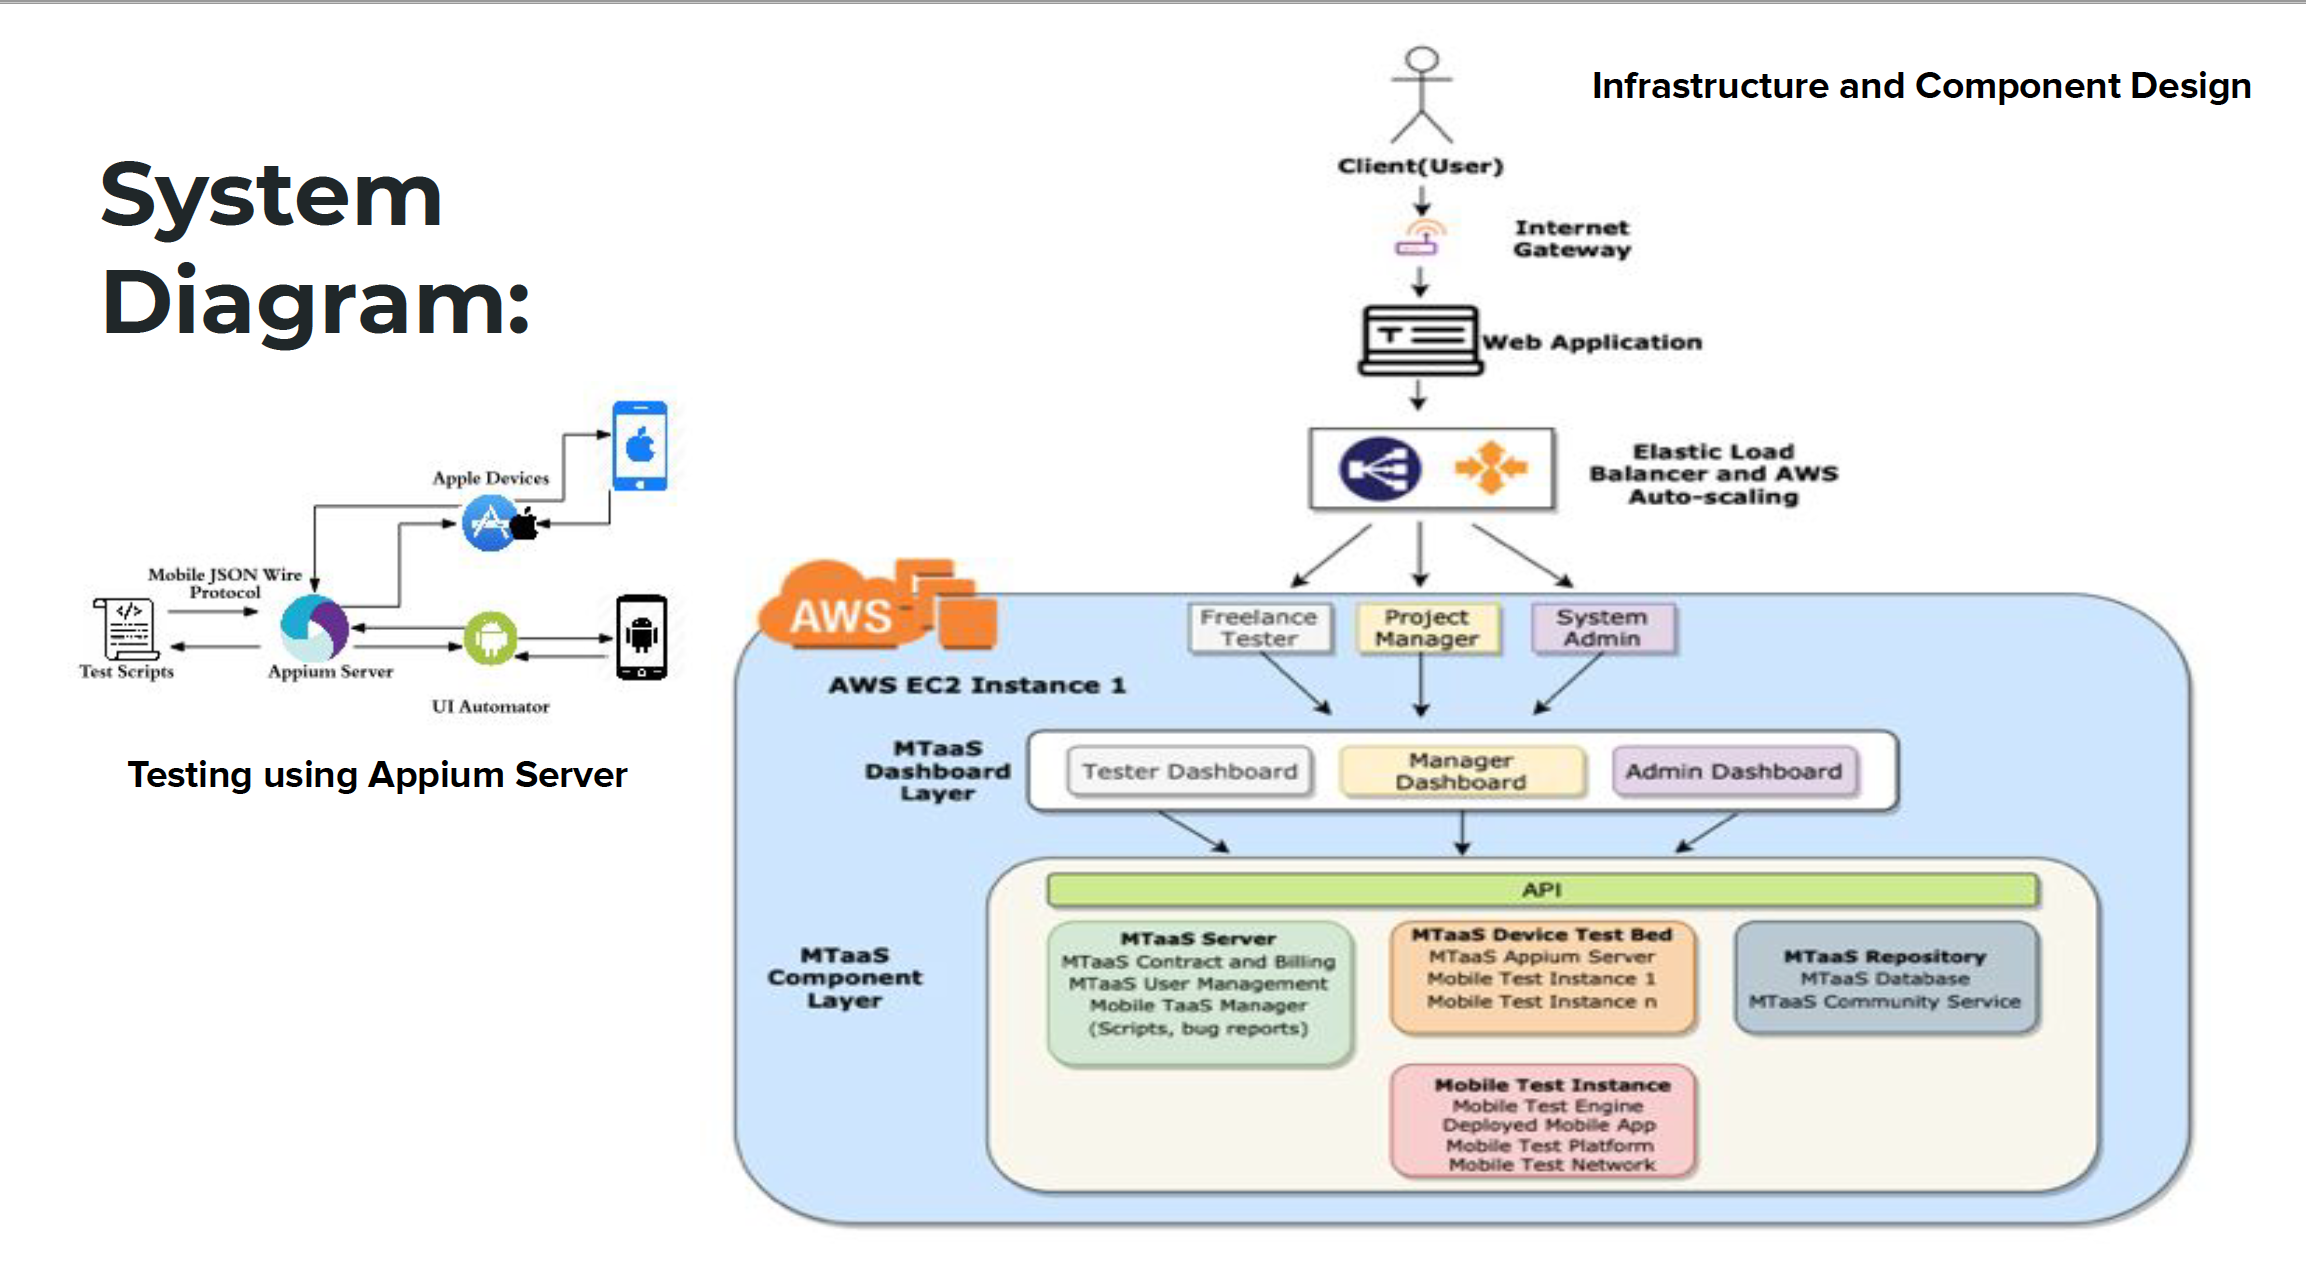 Infrastructure and Component Design
System
Diagram:
Client(User)
Internet
Gateway
T
Web Application
Elastic Load
Balancer and AWS
Auto-scaling
Apple Devices
Mobile JSON Wire
Protocol
</>
Test Scripts
Appium Server
UI Automator
Testing using Appium Server
AWS
Freelance
Tester
Project
Manager
System
Admin
AWS EC2 Instance 1
MTaaS
Dashboard
Layer
Tester Dashboard
Manager
Dashboard
Admin Dashboard
API
MTaaS
Component
Layer
MTaaS Server
MTaaS Contract and Billing
MTaaS User Management
Mobile TaaS Manager
(Scripts, bug reports)
MTaaS Device Test Bed
MTaaS Appium Server
Mobile Test Instance 1
Mobile Test Instance n
MTaaS Repository
MTaaS Database
MTaaS Community Service
Mobile Test Instance
Mobile Test Engine
Deployed Mobile App
Mobile Test Platform
Mobile Test Network